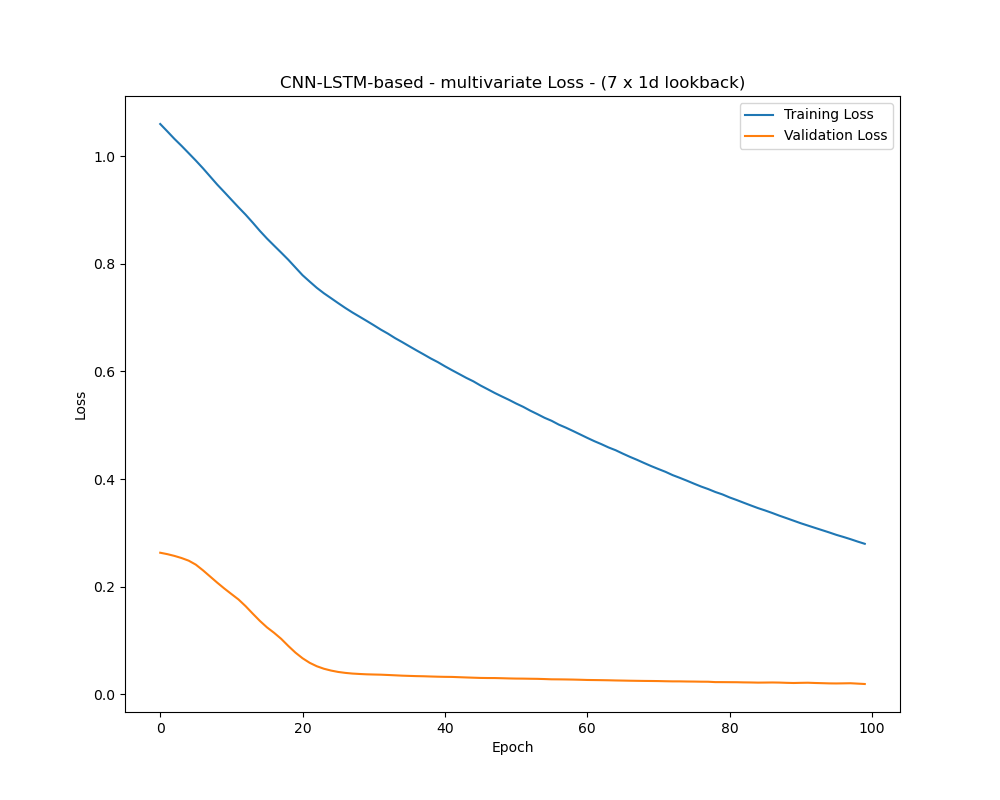 CNN-LSTM-based - multivariate Loss - (7 x 1d lookback)
Training Loss
Validation Loss
1.0
0.8
0.6
0.4
0.2
0.0
Loss
0 20 40 60 80 100
Epoch